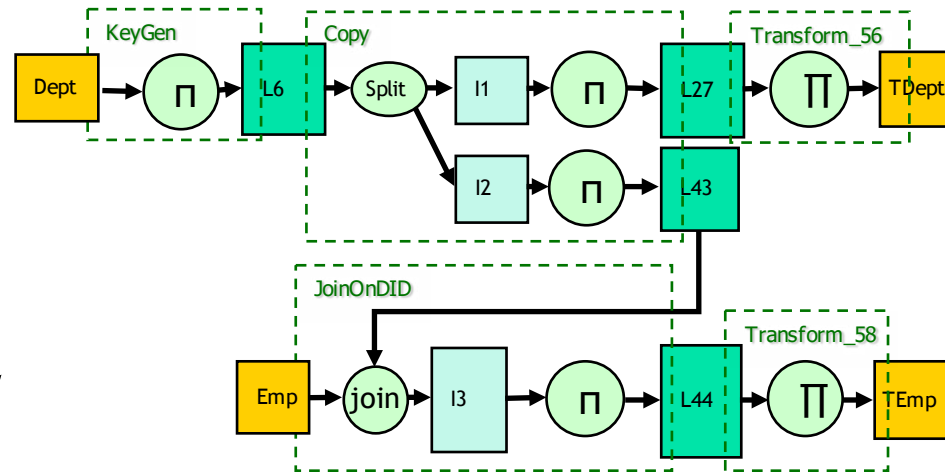 KeyGen
Copy
Transform_56
Dept
Π
L6
Split
I1
Π
L27
∏
TDept
I2
Π
L43
JoinOnDID
Transform_58
Emp
join
I3
Π
L44
∏
TEmp